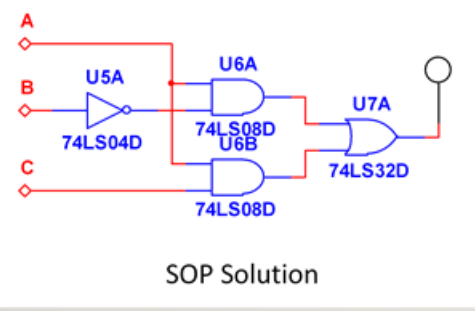 A
U5A
U6A
B
U7A
74LS04D
74LS08D
U6B
74LS32D
C
74LS08D
SOP Solution